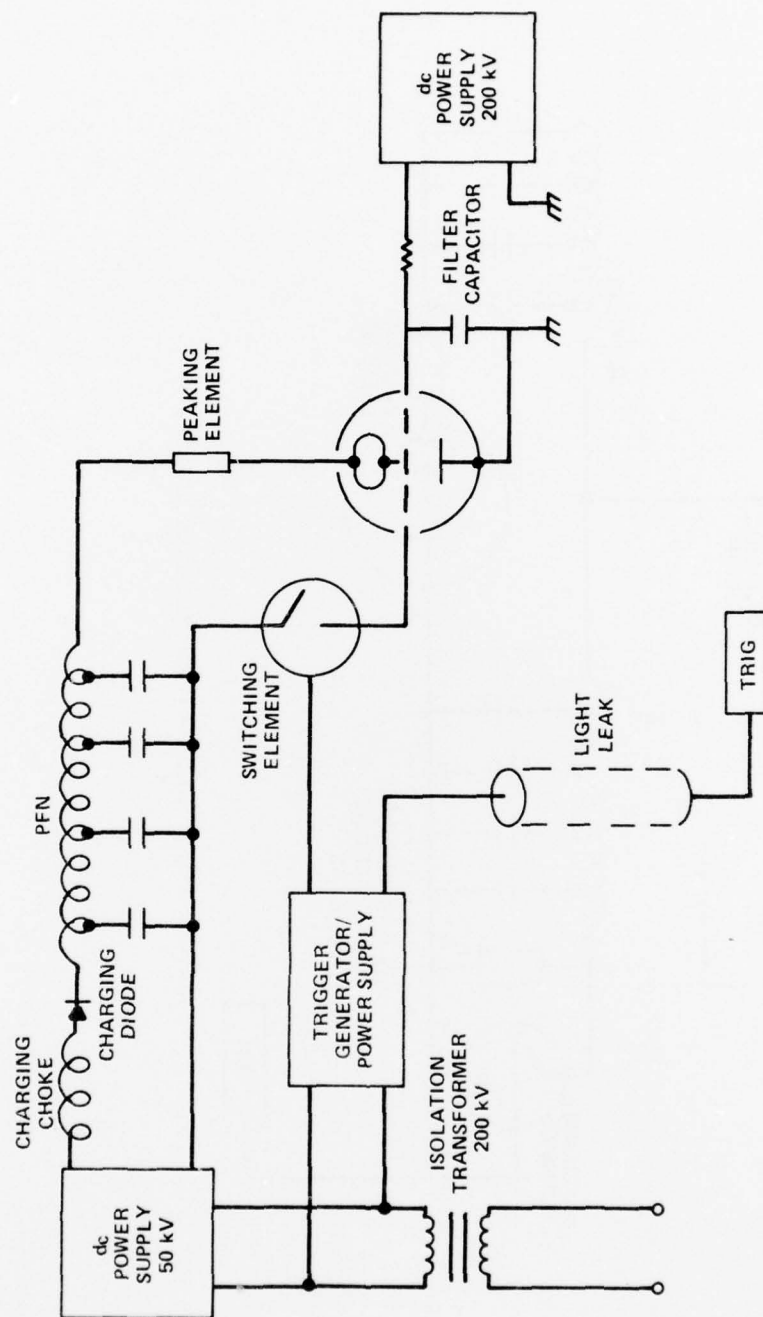 dc
POWER
SUPPLY
50 kV
CHARGING
CHOKE
CHARGING
DIODE
PFN
PEAKING
ELEMENT
SWITCHING
ELEMENT
TRIGGER
GENERATOR/
POWER SUPPLY
ISOLATION
TRANSFORMER
200 kV
LIGHT
LEAK
TRIG
FILTER
CAPACITOR
dc
POWER
SUPPLY
200 kV